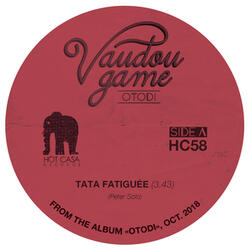 Vaudou
game
OTODI
SIDE A
HC58
HOT CASA
RECORDS
TATA FATIGUÉE (3.43)
(Peter Solo)
FROM THE ALBUM «OTODI», OCT. 2018